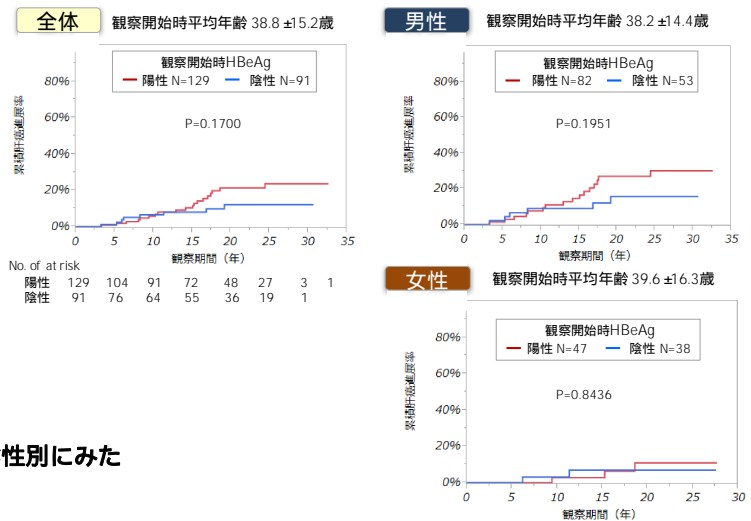 全体 観察開始時平均年齢 38.8 ±15.2歳
観察開始時HBeAg
陽性 N=129 陰性 N=91
P=0.1700
累積肝癌進展率
80%
60%
40%
20%
0%
0 5 10 15 20 25 30 35
観察期間（年）
No. of at risk
陽性 129 104 91 72 48 27 3 1
陰性 91 76 64 55 36 19 1
男性 観察開始時平均年齢 38.2 ±14.4歳
観察開始時HBeAg
陽性 N=82 陰性 N=53
P=0.1951
累積肝癌進展率
80%
60%
40%
20%
0%
0 5 10 15 20 25 30 35
観察期間（年）
女性 観察開始時平均年齢 39.6 ±16.3歳
観察開始時HBeAg
陽性 N=47 陰性 N=38
P=0.8436
累積肝癌進展率
80%
60%
40%
20%
0%
0 5 10 15 20 25 30
観察期間（年）
性別にみた